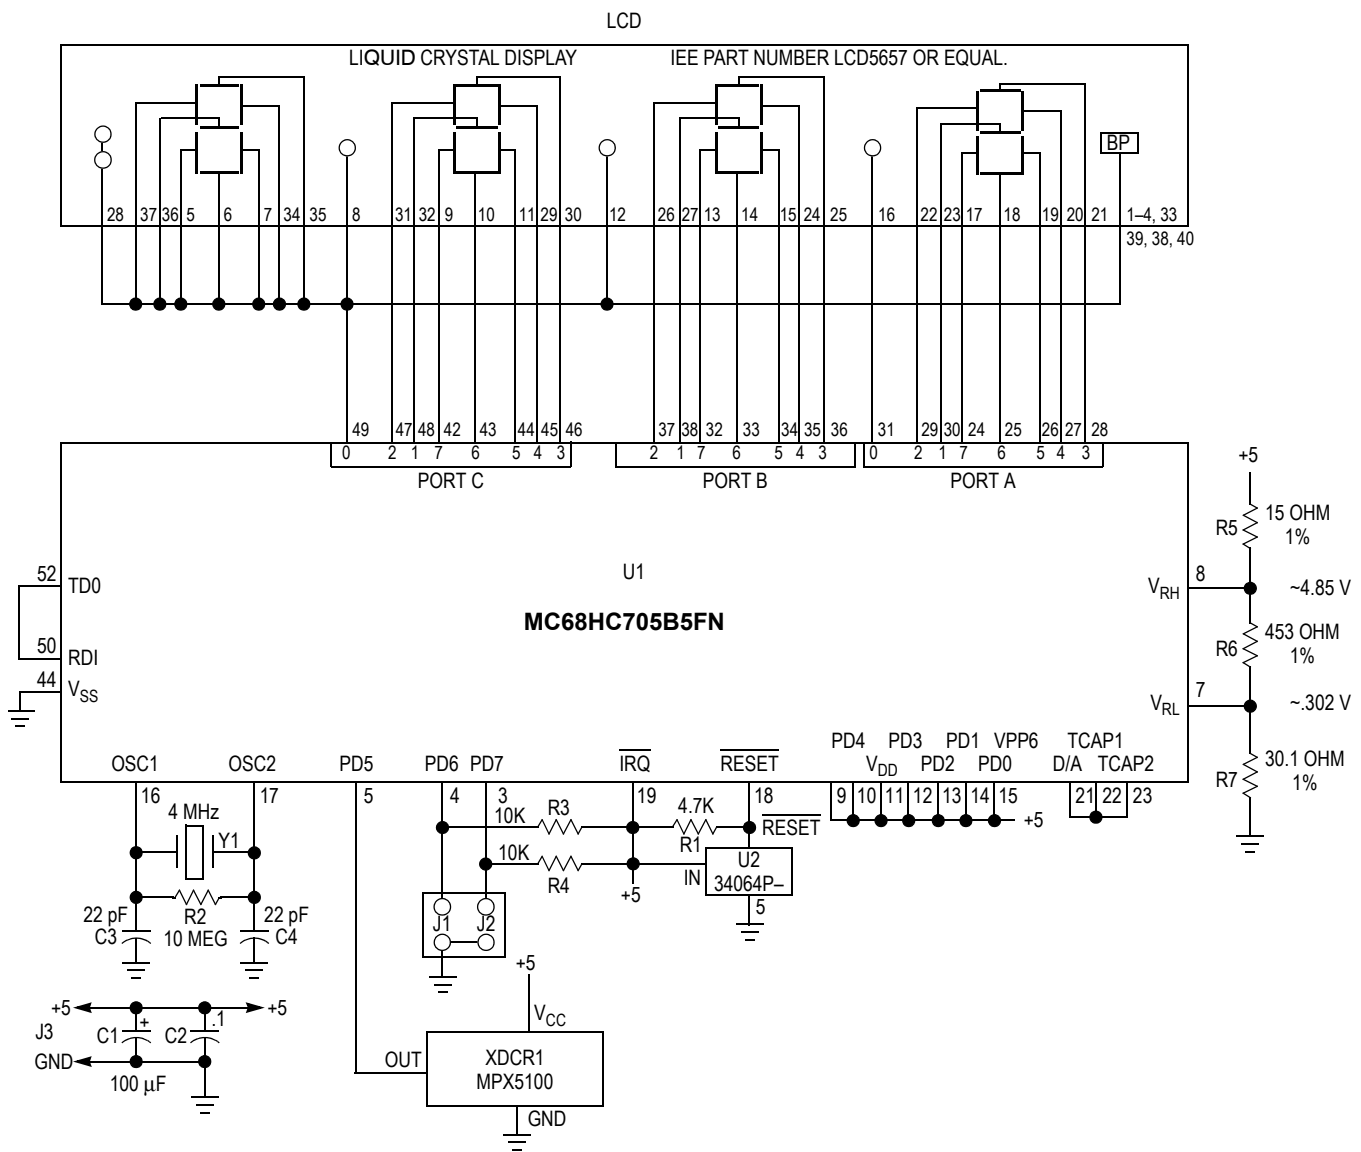 LCD
LIQUID CRYSTAL DISPLAY IEE PART NUMBER LCD5657 OR EQUAL.
BP
28 37 36 5 6 7 34 35 8 31 32 9 10 11 29 30 12 26 27 13 14 15 24 25 16 22 23 17 18 19 20 21 1–4, 33
39, 38, 40
49 47 48 42 43 44 45 46 37 38 32 33 34 35 36 31 29 30 24 25 26 27 28
0 2 1 7 6 5 4 3 2 1 7 6 5 4 3 0 2 1 7 6 5 4 3
PORT C PORT B PORT A
+5
R5 15 OHM
1%
U1
MC68HC705B5FN
52 TD0
VRH 8 ~4.85 V
R6 453 OHM
1%
50 RDI
44 VSS
VRL 7 ~.302 V
R7 30.1 OHM
1%
PD4 PD3 PD1 VPP6 TCAP1
OSC1 OSC2 PD5 PD6 PD7 IRQ RESET VDD PD2 PD0 D/A TCAP2
16 17 5 4 3 19 18 9 10 11 12 13 14 15 21 22 23
4 MHz
Y1
10K R3 4.7K
R1
RESET
+5
10K
R4
+5
IN
U2
34064P–
5
R2
10 MEG
22 pF
C3
22 pF
C4
J1 J2
+5
VCC
+5 +5
J3 C1 + C2 .1
GND
100 µF
OUT
XDCR1
MPX5100
GND